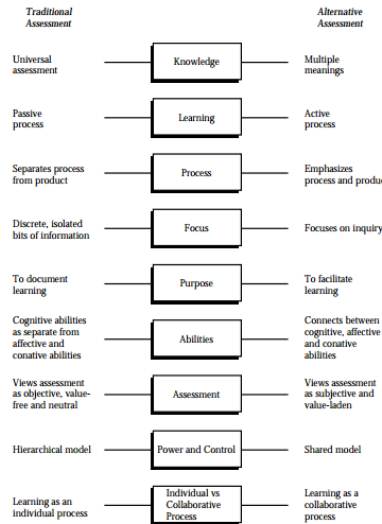 Traditional
Assessment
Alternative
Assessment
Universal
assessment
Knowledge
Multiple
meanings
Passive
process
Learning
Active
process
Separates process
from product
Process
Emphasizes
process and produc
Discrete, isolated
bits of information
Focus
Focuses on inquiry
To document
learning
Purpose
To facilitate
learning
Cognitive abilities
as separate from
affective and
conative abilities
Abilities
Connects between
cognitive, affective
and conative
abilities
Views assessment
as objective, value-
free and neutral
Assessment
Views assessment
as subjective and
value-laden
Hierarchical model
Power and Control
Shared model
Learning as an
individual process
Individual vs
Collaborative
Process
Learning as a
collaborative
process